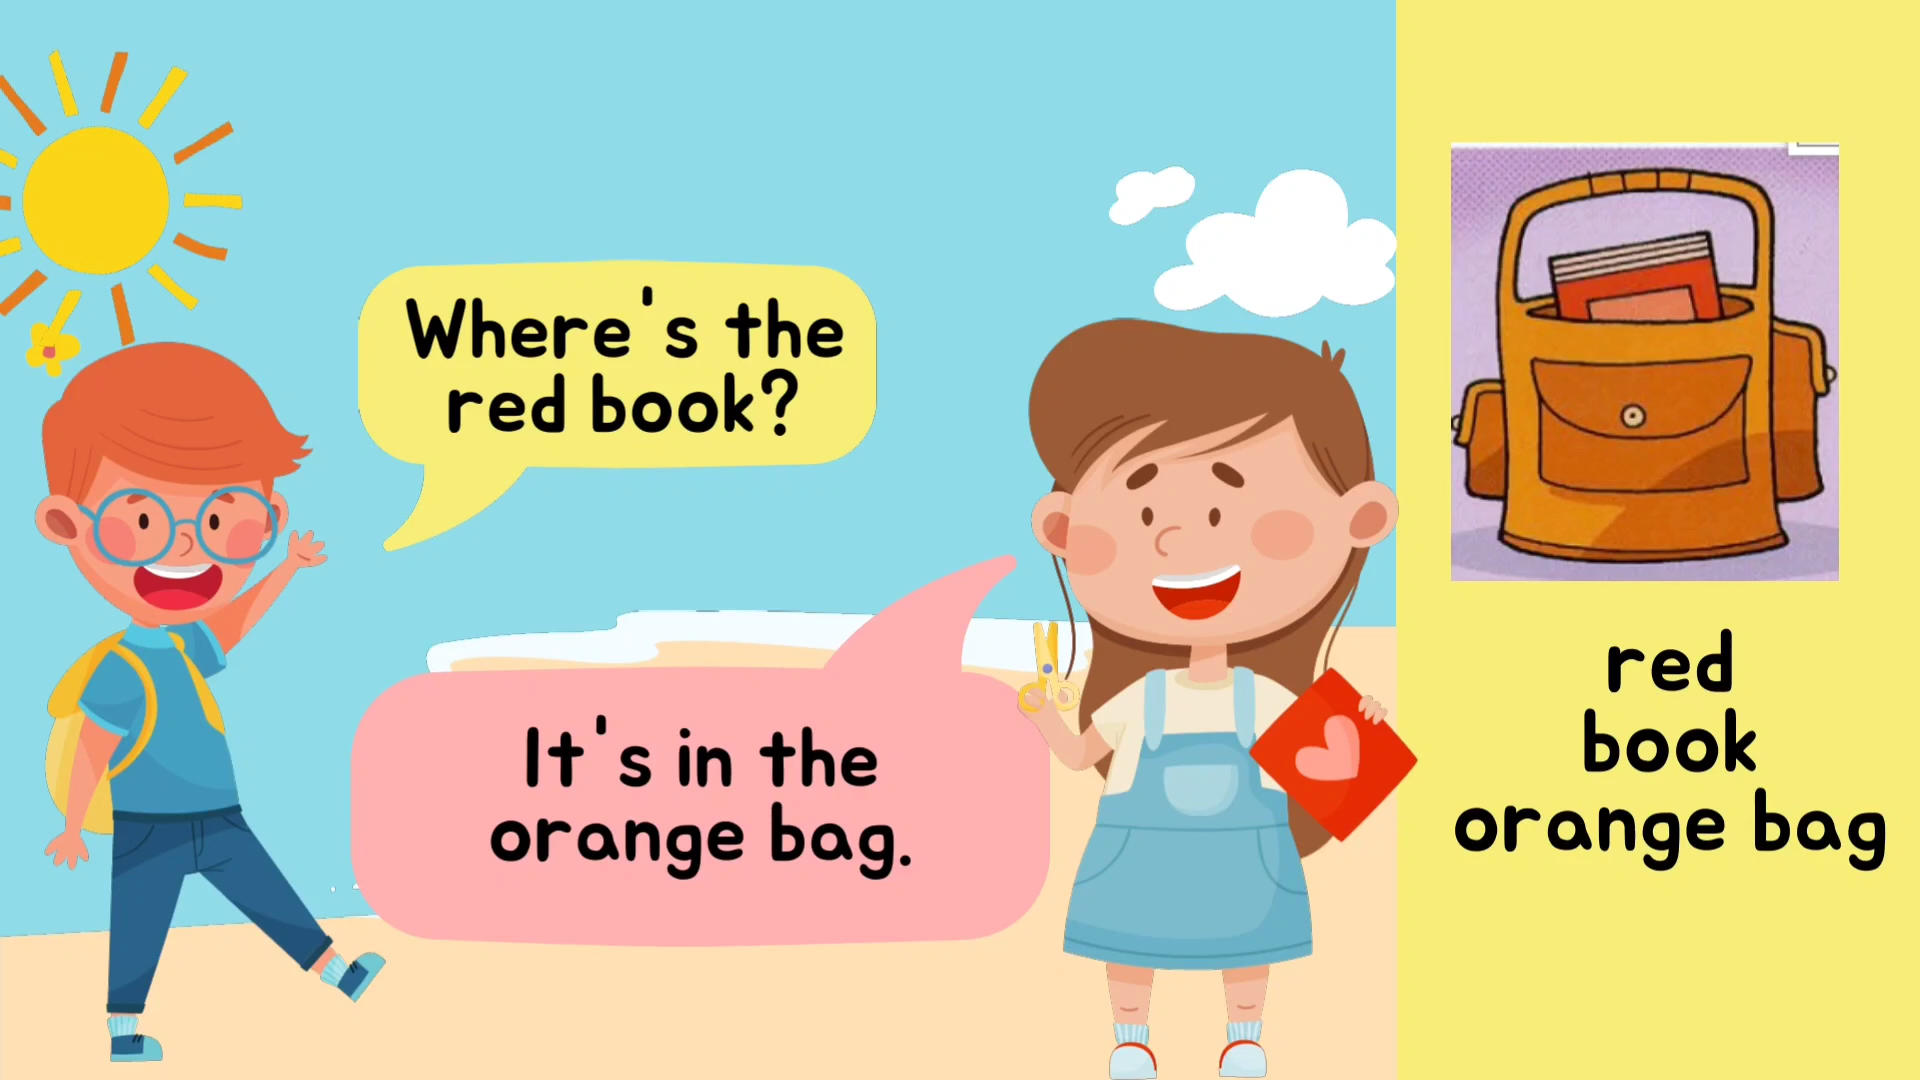 Where's the
red book?
It's in the
orange bag.
red
book
orange bag